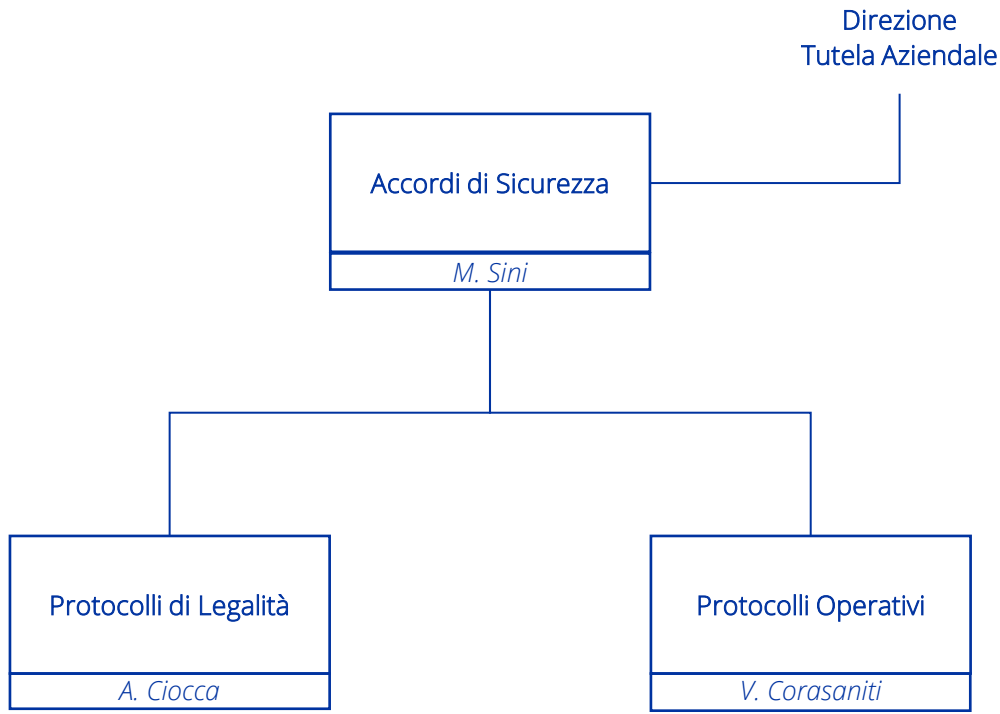 Direzione
Tutela Aziendale
Accordi di Sicurezza
M. Sini
Protocolli di Legalità
A. Ciocca
Protocolli Operativi
V. Corasaniti